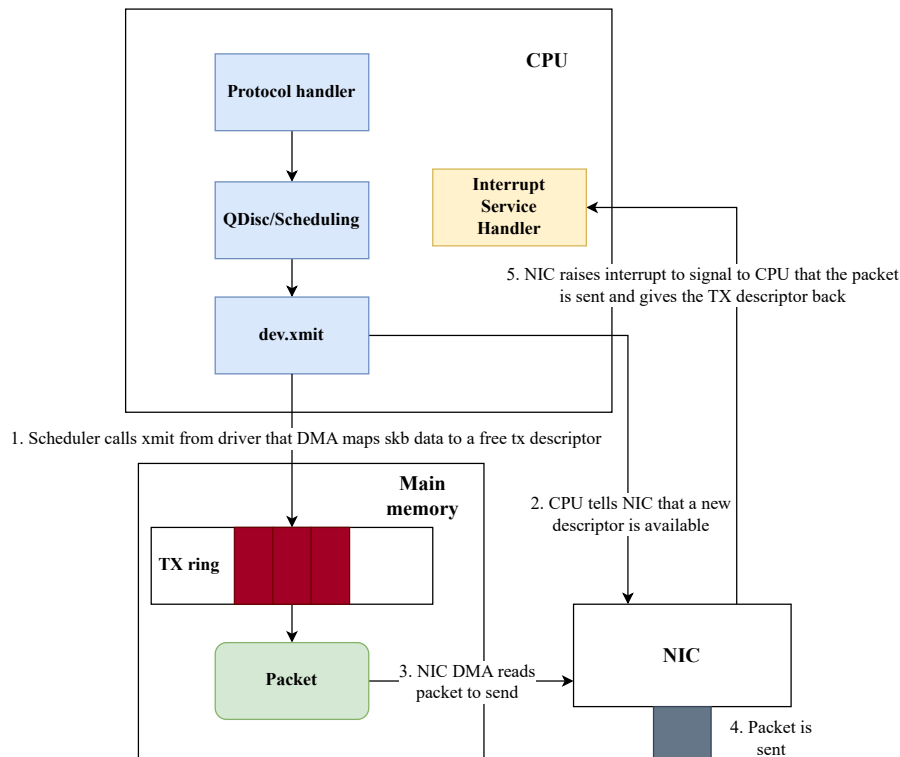 CPU
Protocol handler
QDisc/Scheduling
Interrupt
Service
Handler
dev.xmit
5. NIC raises interrupt to signal to CPU that the packet
is sent and gives the TX descriptor back
1. Scheduler calls xmit from driver that DMA maps skb data to a free tx descriptor
Main
memory
TX ring
2. CPU tells NIC that a new
descriptor is available
Packet
3. NIC DMA reads
packet to send
NIC
4. Packet is
sent